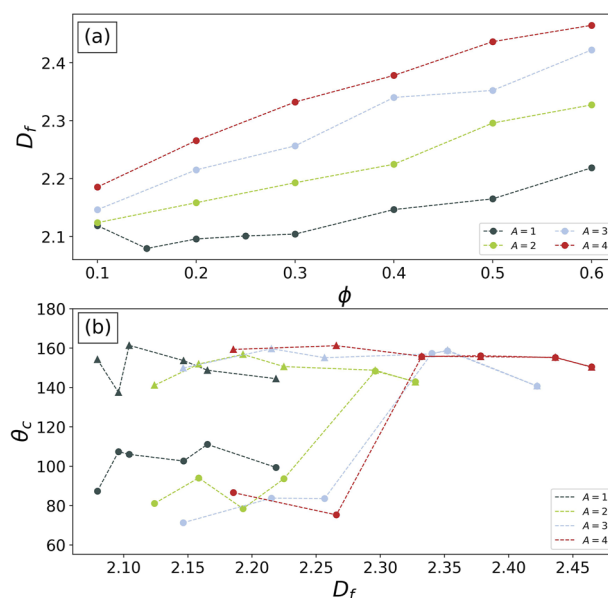 (a)
2.4
2.3
2.2
2.1
D_f
0.1 0.2 0.3 0.4 0.5 0.6
ϕ
A = 1 A = 3
A = 2 A = 4
(b)
180
160
140
120
100
80
60
θ_c
2.10 2.15 2.20 2.25 2.30 2.35 2.40 2.45
D_f
A = 1
A = 2
A = 3
A = 4